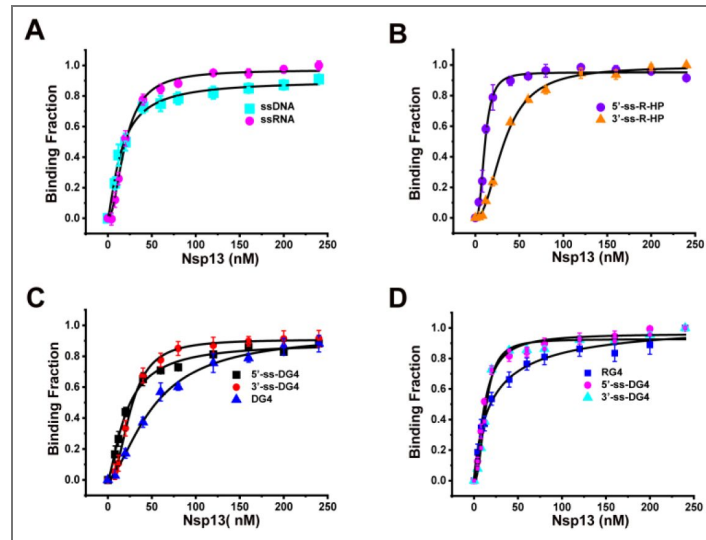 A
Binding Fraction
1.0
0.8
0.6
0.4
0.2
0.0
ssDNA
ssRNA
0 50 100 150 200 250
Nsp13 (nM)
B
Binding Fraction
1.0
0.8
0.6
0.4
0.2
0.0
5'-ss-R-HP
3'-ss-R-HP
0 50 100 150 200 250
Nsp13 (nM)
C
Binding Fraction
1.0
0.8
0.6
0.4
0.2
0.0
5'-ss-DG4
3'-ss-DG4
DG4
0 50 100 150 200 250
Nsp13( nM)
D
Binding Fraction
1.0
0.8
0.6
0.4
0.2
0.0
RG4
5'-ss-DG4
3'-ss-DG4
0 50 100 150 200 250
Nsp13 (nM)